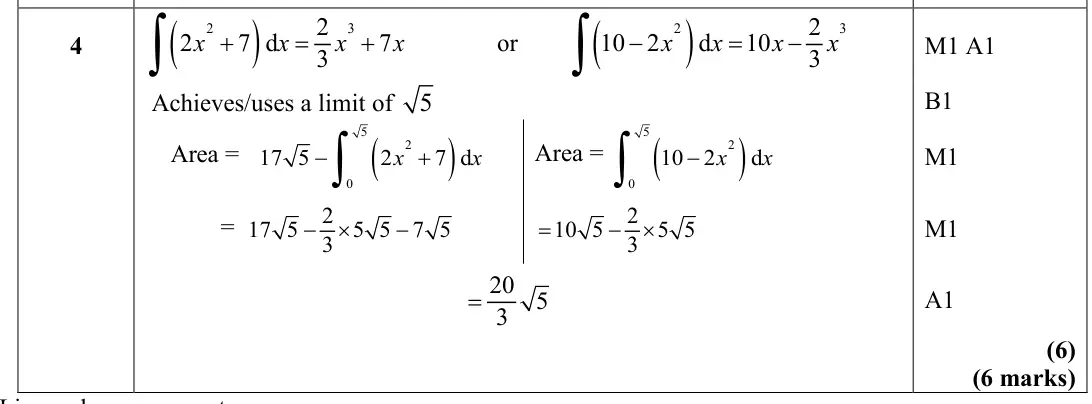 4 ∫(2x² + 7) dx = 2/3 x³ + 7x or ∫(10 − 2x²) dx = 10x − 2/3 x³ M1 A1
Achieves/uses a limit of √5 B1
Area = 17√5 − ∫₀^√5 (2x² + 7) dx Area = ∫₀^√5 (10 − 2x²) dx M1
= 17√5 − 2/3 × 5√5 − 7√5 = 10√5 − 2/3 × 5√5 M1
= 20/3 √5 A1
(6)
(6 marks)